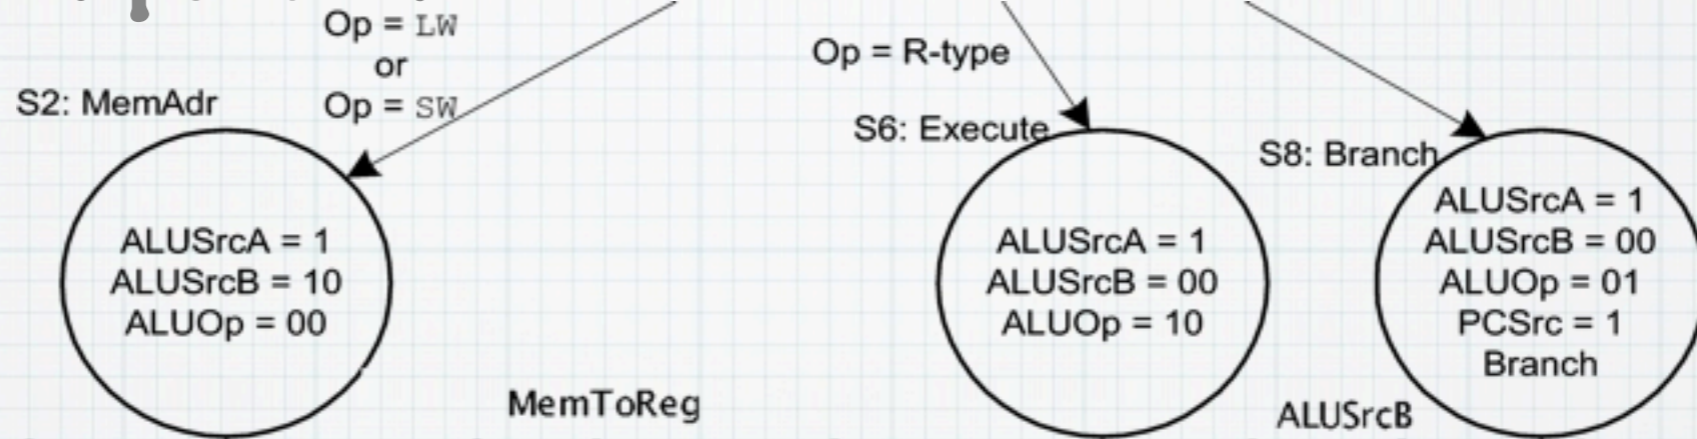 Op = LW
or
Op = SW
S2: MemAdr
ALUSrcA = 1
ALUSrcB = 10
ALUOp = 00
MemToReg
Op = R-type
S6: Execute
ALUSrcA = 1
ALUSrcB = 00
ALUOp = 10
S8: Branch
ALUSrcA = 1
ALUSrcB = 00
ALUOp = 01
PCSrc = 1
Branch
ALUSrcB